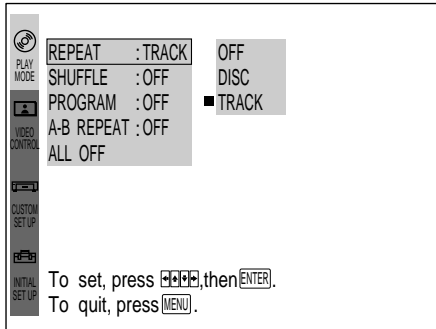 PLAY
MODE
VIDEO
CONTROL
CUSTOM
SET UP
INITIAL
SET UP
REPEAT : TRACK
SHUFFLE : OFF
PROGRAM : OFF
A-B REPEAT : OFF
ALL OFF
OFF
DISC
TRACK
To set, press ,then ENTER.
To quit, press MENU.